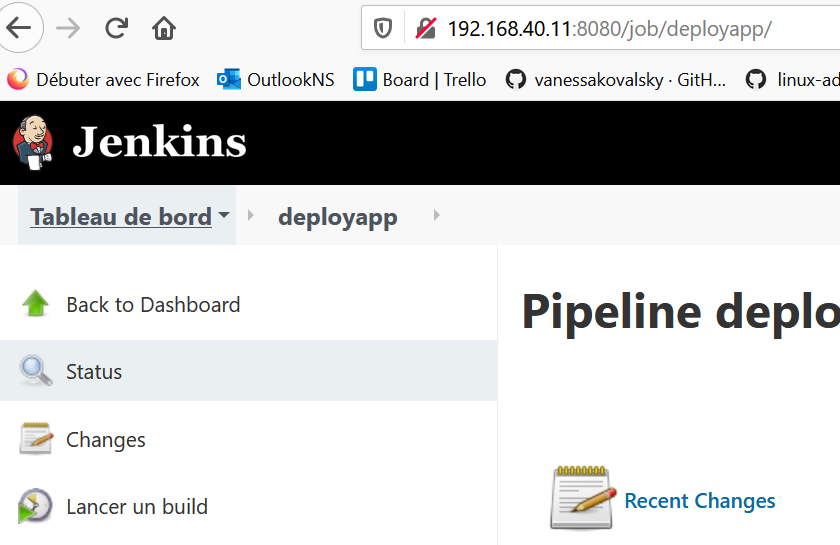 192.168.40.11:8080/job/deployapp/
Débuter avec Firefox OutlookNS Board | Trello vanessakovalsky · GitH... linux-ad
Jenkins
Tableau de bord deployapp
Back to Dashboard
Pipeline deplo
Status
Changes
Recent Changes
Lancer un build